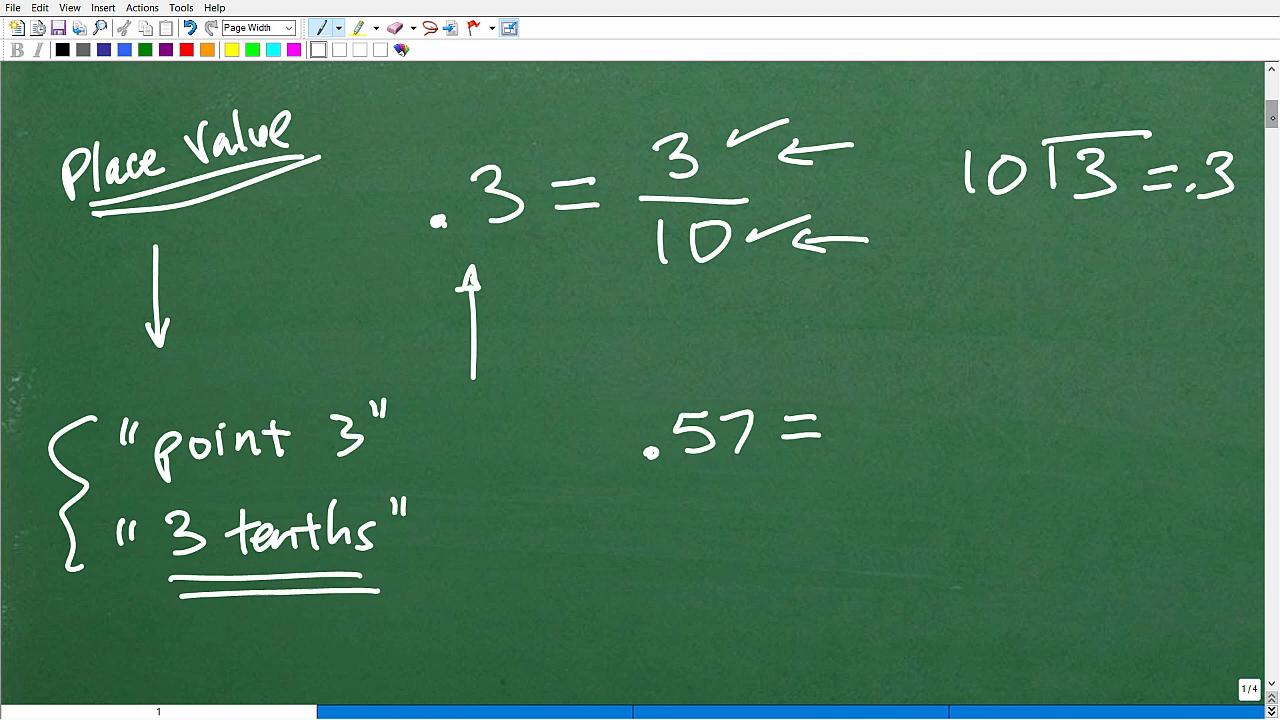 File Edit View Insert Actions Tools Help
Page Width
B I
Place Value
.3 = 3/10
10 ⟌3 = .3
"point 3"
"3 tenths"
.57 =
1/4
1